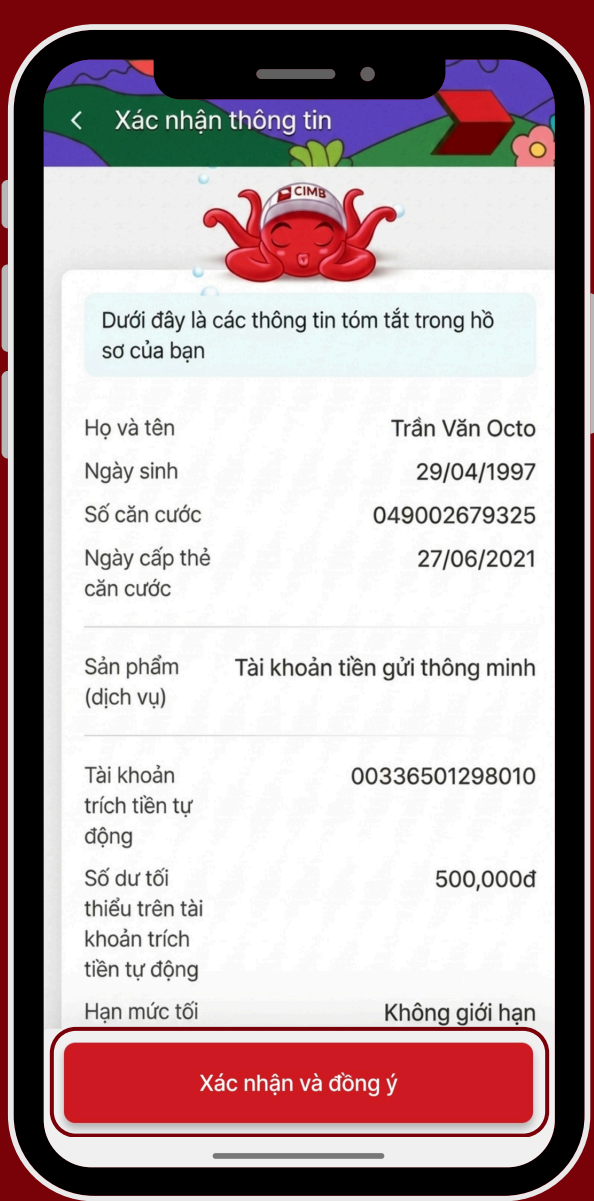 Xác nhận thông tin
CIMB
Dưới đây là các thông tin tóm tắt trong hồ
sơ của bạn
Họ và tên Trần Văn Octo
Ngày sinh 29/04/1997
Số căn cước 049002679325
Ngày cấp thẻ 27/06/2021
căn cước
Sản phẩm Tài khoản tiền gửi thông minh
(dịch vụ)
Tài khoản 00336501298010
trích tiền tự
động
Số dư tối 500,000đ
thiểu trên tài
khoản trích
tiền tự động
Hạn mức tối Không giới hạn
Xác nhận và đồng ý